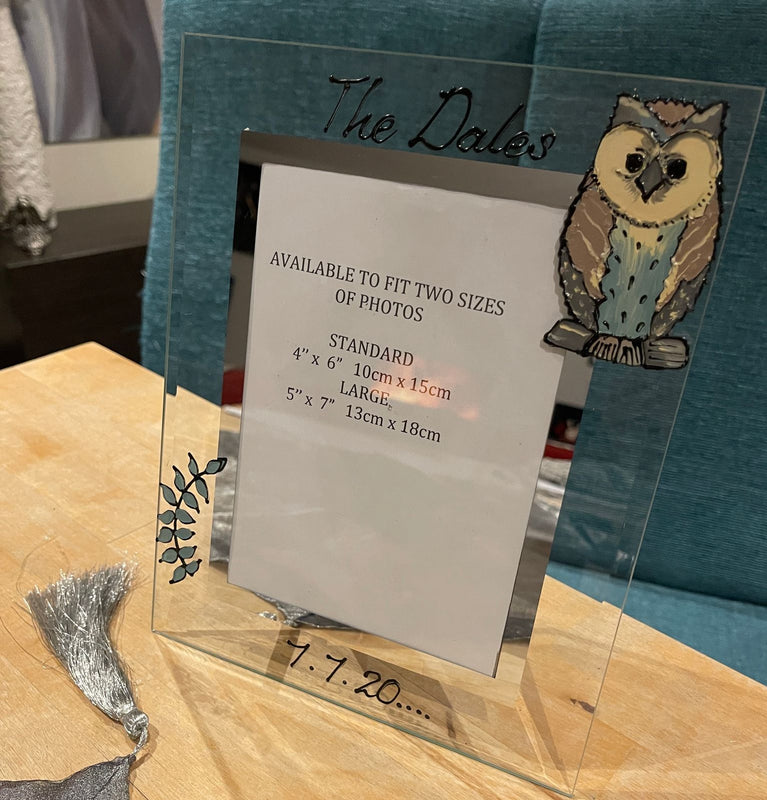 The Dales
AVAILABLE TO FIT TWO SIZES
OF PHOTOS
STANDARD
4” x 6” 10cm x 15cm
LARGE
5” x 7” 13cm x 18cm
7.7.20....